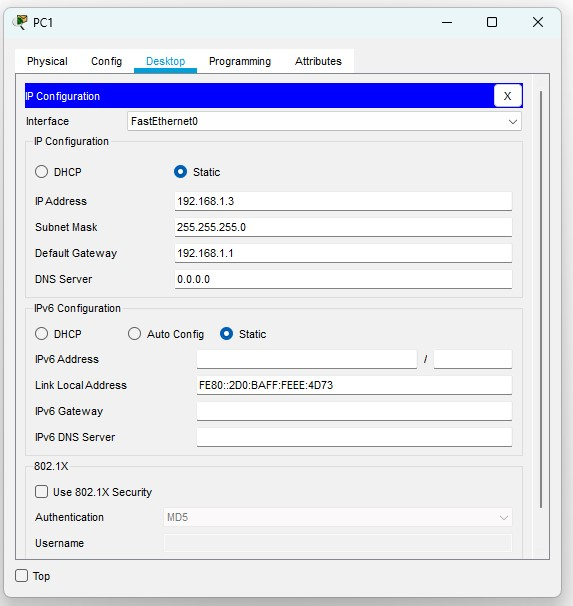 PC1
Physical Config Desktop Programming Attributes
IP Configuration X
Interface FastEthernet0
IP Configuration
DHCP Static
IP Address 192.168.1.3
Subnet Mask 255.255.255.0
Default Gateway 192.168.1.1
DNS Server 0.0.0.0
IPv6 Configuration
DHCP Auto Config Static
IPv6 Address /
Link Local Address FE80::2D0:BAFF:FEEE:4D73
IPv6 Gateway
IPv6 DNS Server
802.1X
Use 802.1X Security
Authentication MD5
Username
Top